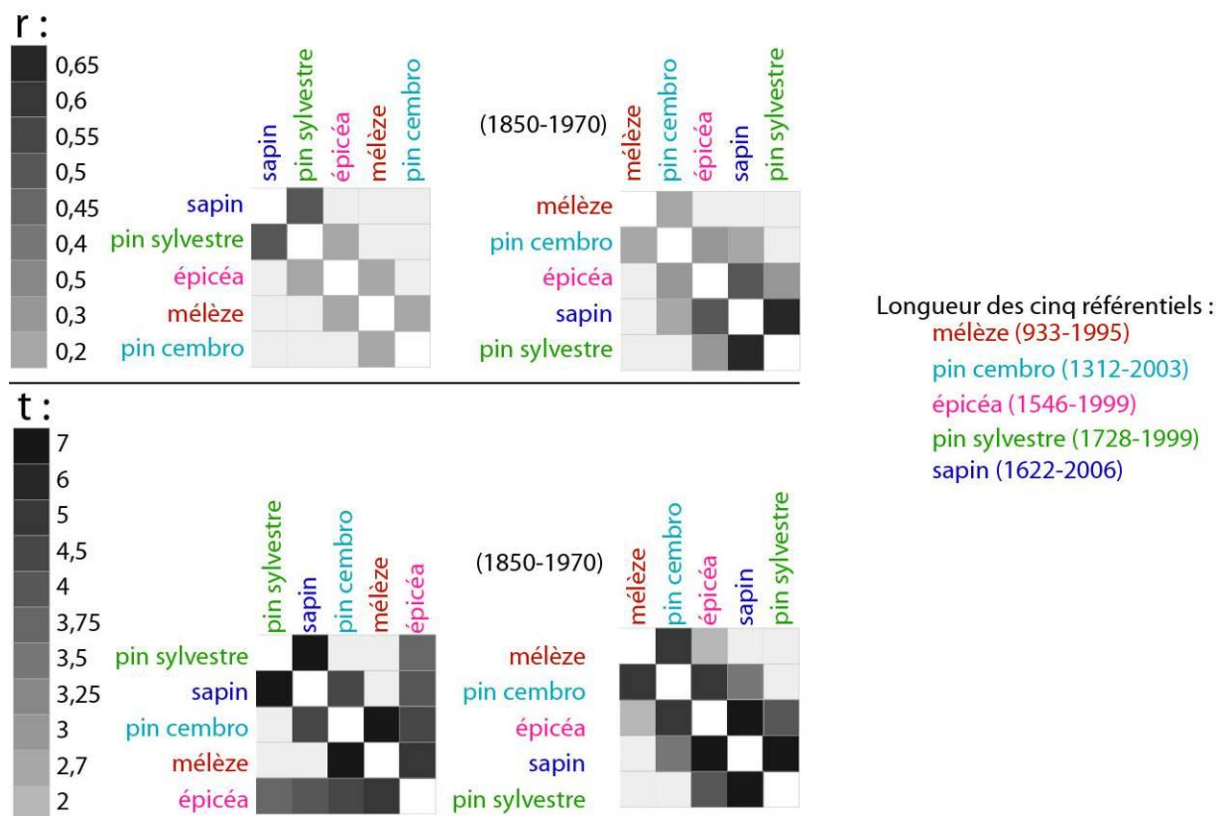 r :
0,65
0,6
0,55
0,5
0,45
0,4
0,5
0,3
0,2
sapin
pin sylvestre
épicéa
mélèze
pin cembro
sapin
pin sylvestre
épicéa
mélèze
pin cembro
(1850-1970)
mélèze
pin cembro
épicéa
sapin
pin sylvestre
mélèze
pin cembro
épicéa
sapin
pin sylvestre
Longueur des cinq référentiels :
mélèze (933-1995)
pin cembro (1312-2003)
épicéa (1546-1999)
pin sylvestre (1728-1999)
sapin (1622-2006)
t :
7
6
5
4,5
4
3,75
3,5
3,25
3
2,7
2
pin sylvestre
sapin
pin cembro
mélèze
épicéa
pin sylvestre
sapin
pin cembro
mélèze
épicéa
(1850-1970)
mélèze
pin cembro
épicéa
sapin
pin sylvestre
mélèze
pin cembro
épicéa
sapin
pin sylvestre